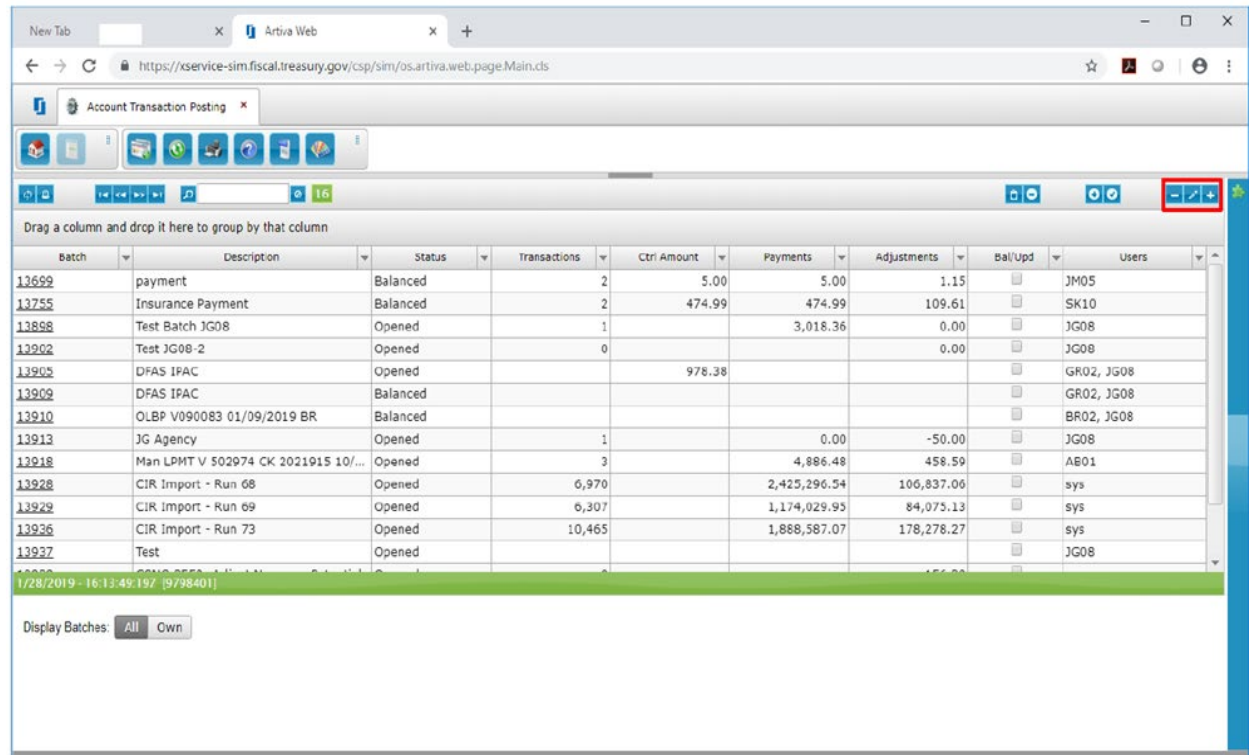 New Tab
Artiva Web
https://xservice-sim.fiscal.treasury.gov/csp/sim/os.artiva.web.page.Main.cls
Account Transaction Posting
16
Drag a column and drop it here to group by that column
Batch Description Status Transactions Ctrl Amount Payments Adjustments Bal/Upd Users
13699 payment Balanced 2 5.00 5.00 1.15 JM05
13755 Insurance Payment Balanced 2 474.99 474.99 109.61 SK10
13898 Test Batch JG08 Opened 1 3,018.36 0.00 JG08
13902 Test JG08-2 Opened 0 0.00 JG08
13905 DFAS IPAC Opened 978.38 GR02, JG08
13909 DFAS IPAC Balanced GR02, JG08
13910 OLBP V090083 01/09/2019 BR Balanced BR02, JG08
13913 JG Agency Opened 1 0.00 -50.00 JG08
13918 Man LPMT V 502974 CK 2021915 10/... Opened 3 4,886.48 458.59 AB01
13928 CIR Import - Run 68 Opened 6,970 2,425,296.54 106,837.06 sys
13929 CIR Import - Run 69 Opened 6,307 1,174,029.95 84,075.13 sys
13936 CIR Import - Run 73 Opened 10,465 1,888,587.07 178,278.27 sys
13937 Test Opened JG08
1/28/2019 - 16:13:49:197 [9798401]
Display Batches: All Own